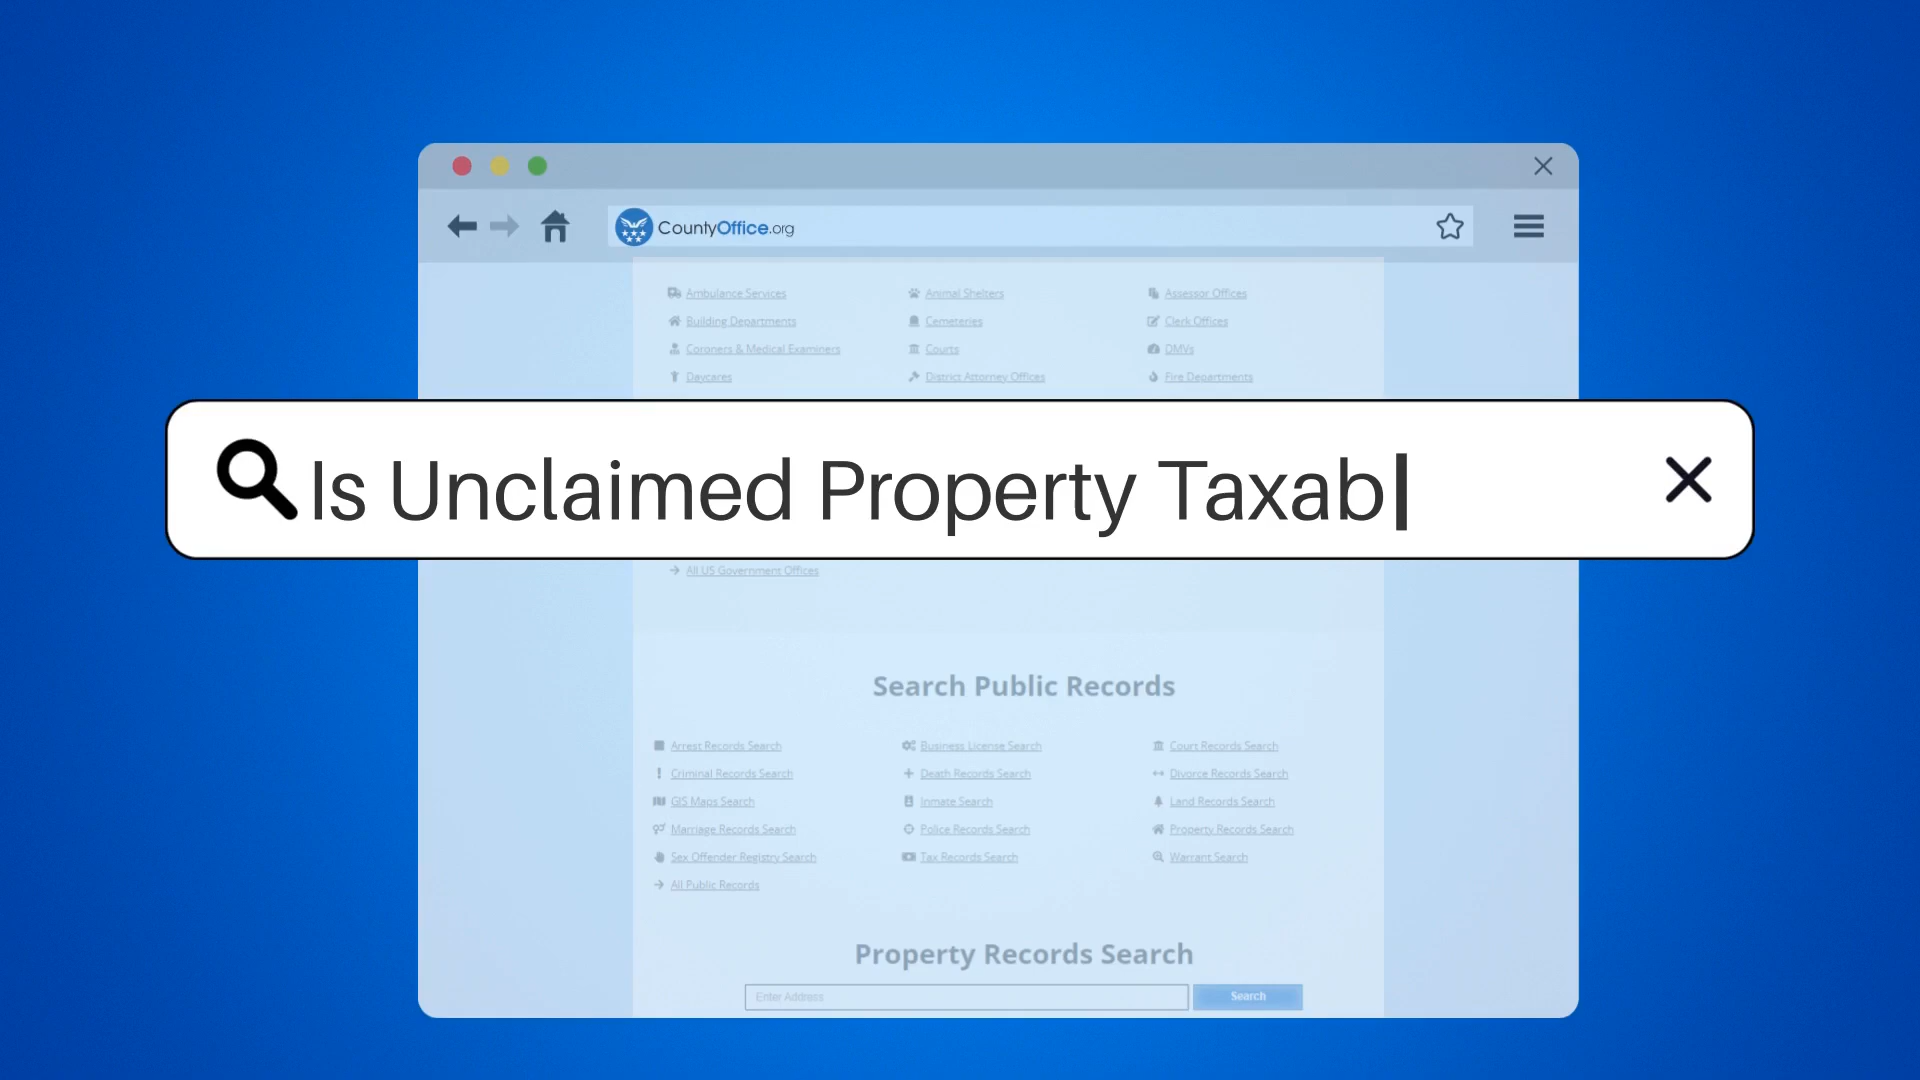 CountyOffice.org
Ambulance Services Animal Shelters Assessor Offices
Building Departments Cemeteries Clerk Offices
Coroners & Medical Examiners Courts DMVs
Daycares District Attorney Offices Fire Departments
Is Unclaimed Property Taxab
All US Government Offices
Search Public Records
Arrest Records Search Business License Search Court Records Search
Criminal Records Search Death Records Search Divorce Records Search
GIS Maps Search Inmate Search Land Records Search
Marriage Records Search Police Records Search Property Records Search
Sex Offender Registry Search Tax Records Search Warrant Search
All Public Records
Property Records Search
Enter Address Search